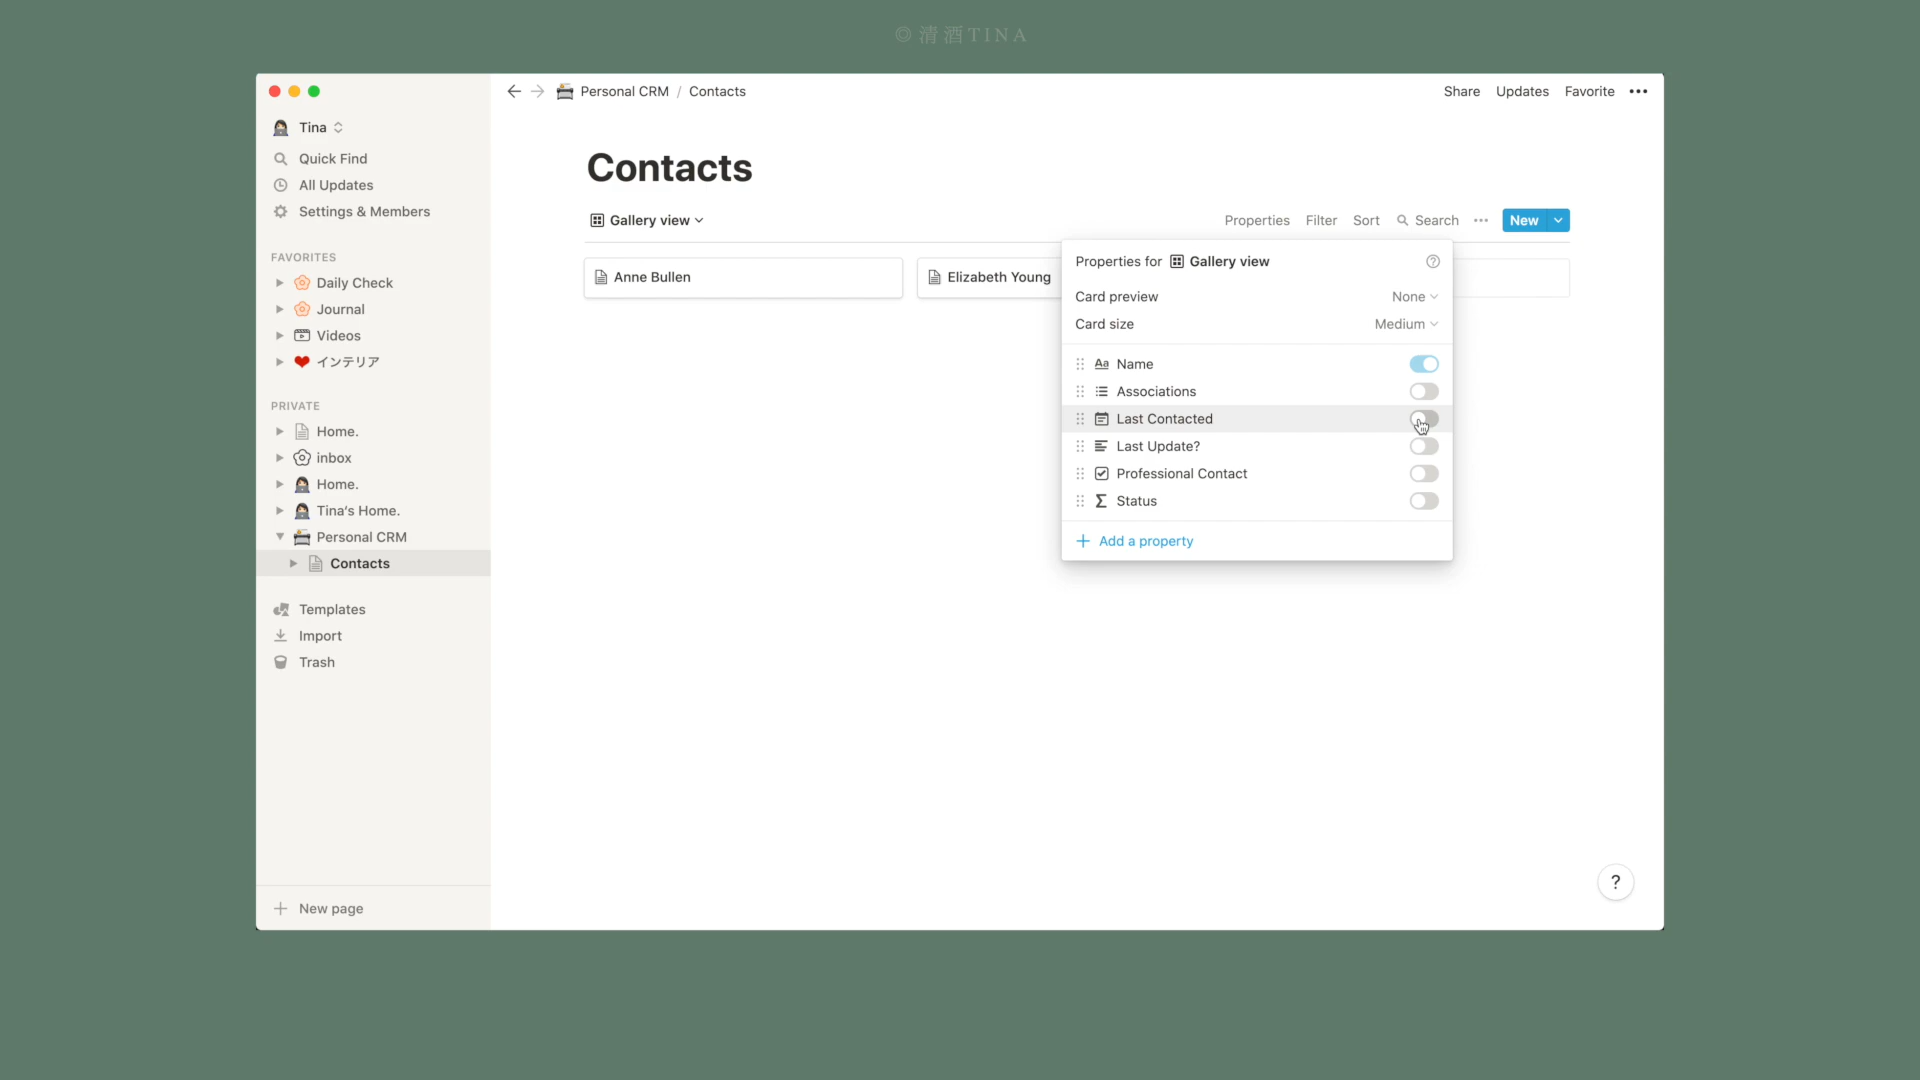 ◎清酒TINA
Tina
Quick Find
All Updates
Settings & Members
FAVORITES
Daily Check
Journal
Videos
インテリア
PRIVATE
Home.
inbox
Home.
Tina's Home.
Personal CRM
Contacts
Templates
Import
Trash
New page
Personal CRM / Contacts
Share Updates Favorite
Contacts
Gallery view
Properties Filter Sort Search New
Anne Bullen
Elizabeth Young
Properties for Gallery view
Card preview None
Card size Medium
Aa Name
Associations
Last Contacted
Last Update?
Professional Contact
Σ Status
+ Add a property
?